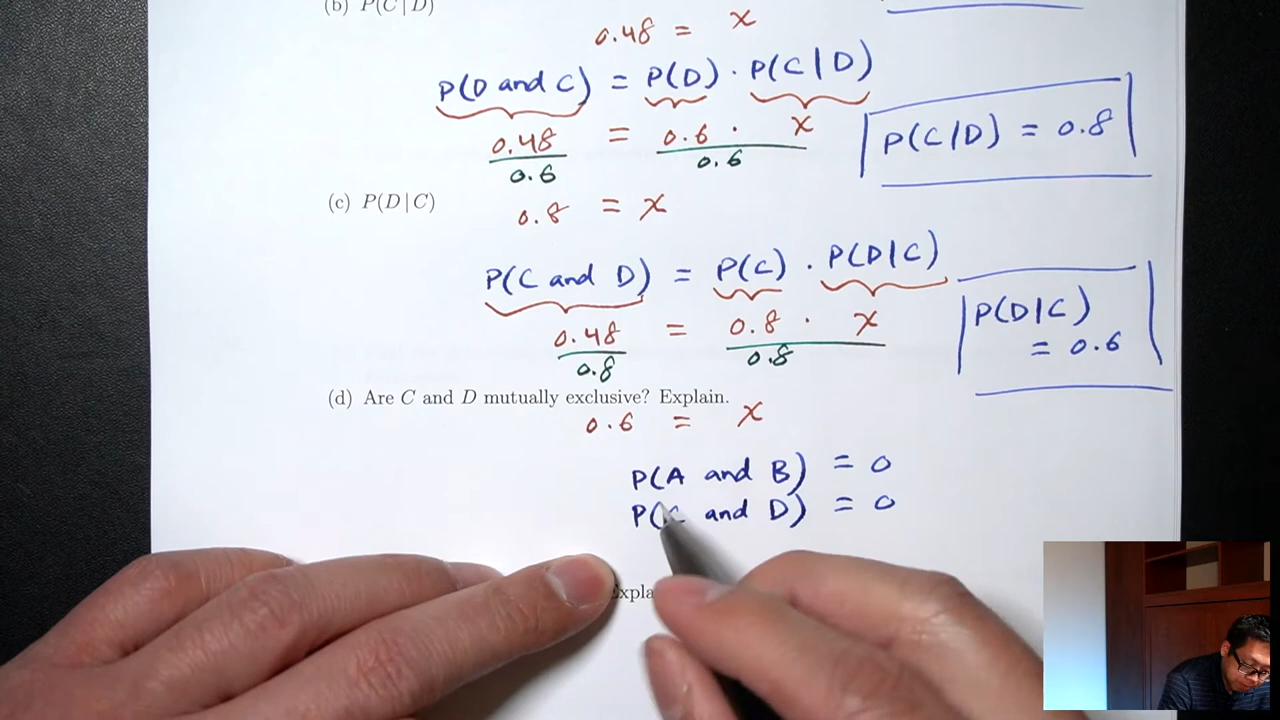 (b) P(C | D)
0.48 = x
P(D and C) = P(D) · P(C | D)
0.48 = 0.6 · x
0.6 0.6
P(C/D) = 0.8
(c) P(D | C)
0.8 = x
P(C and D) = P(C) · P(D | C)
0.48 = 0.8 · x
0.8 0.8
P(D|C)
= 0.6
(d) Are C and D mutually exclusive? Explain.
0.6 = x
P(A and B) = 0
P(C and D) = 0